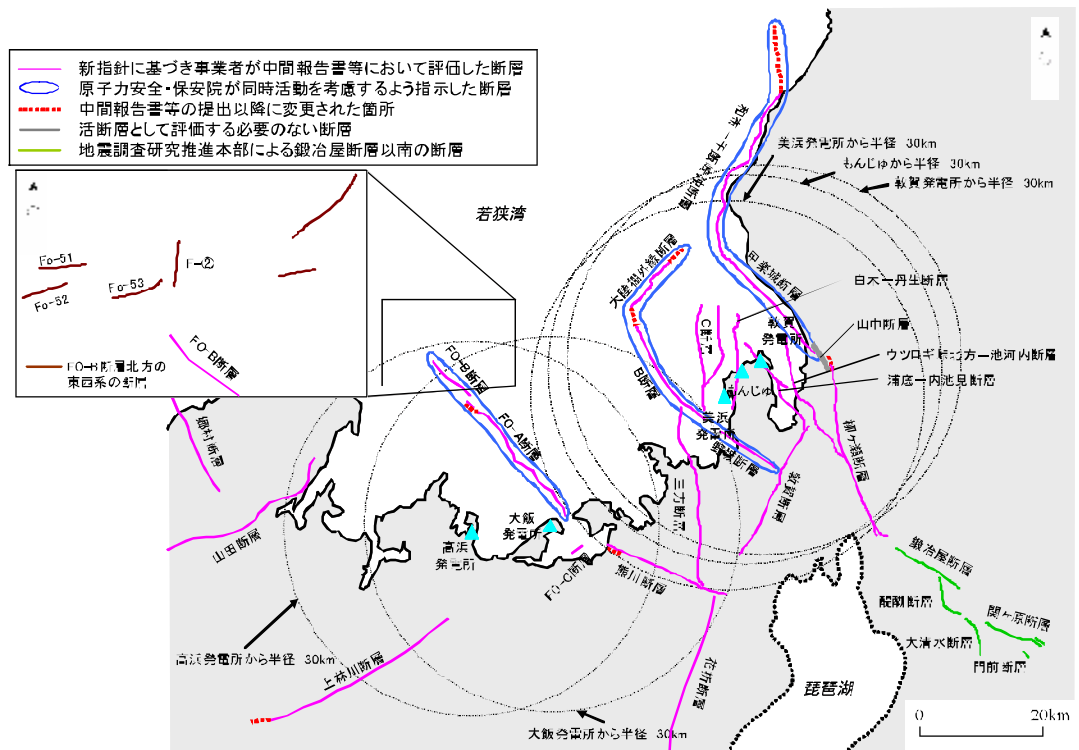 新指針に基づき事業者が中間報告書等において評価した断層
原子力安全・保安院が同時活動を考慮するよう指示した断層
中間報告書等の提出以降に変更された箇所
活断層として評価する必要のない断層
地震調査研究推進本部による鍛冶屋断層以南の断層
若狭湾
美浜発電所から半径 30km
もんじゅから半径 30km
敦賀発電所から半径 30km
Fo-51
Fo-52
Fo-53
F-②
FO-B断層北方の
東西系の断層
FO-B断層
郷村断層
山田断層
大陸棚外縁断層
B断層
C断層
甲楽城断層
白木－丹生断層
山中断層
浦底－内池見断層
敦賀
発電所
もんじゅ
美浜
発電所
野坂断層
三方断層
敦賀断層
柳ケ瀬断層
FO-B断層
FO-A断層
大飯
発電所
高浜
発電所
FO-C断層
熊川断層
花折断層
上林川断層
鍛冶屋断層
醍醐断層
関ケ原断層
大清水断層
門前断層
琵琶湖
高浜発電所から半径 30km
大飯発電所から半径 30km
0
20km